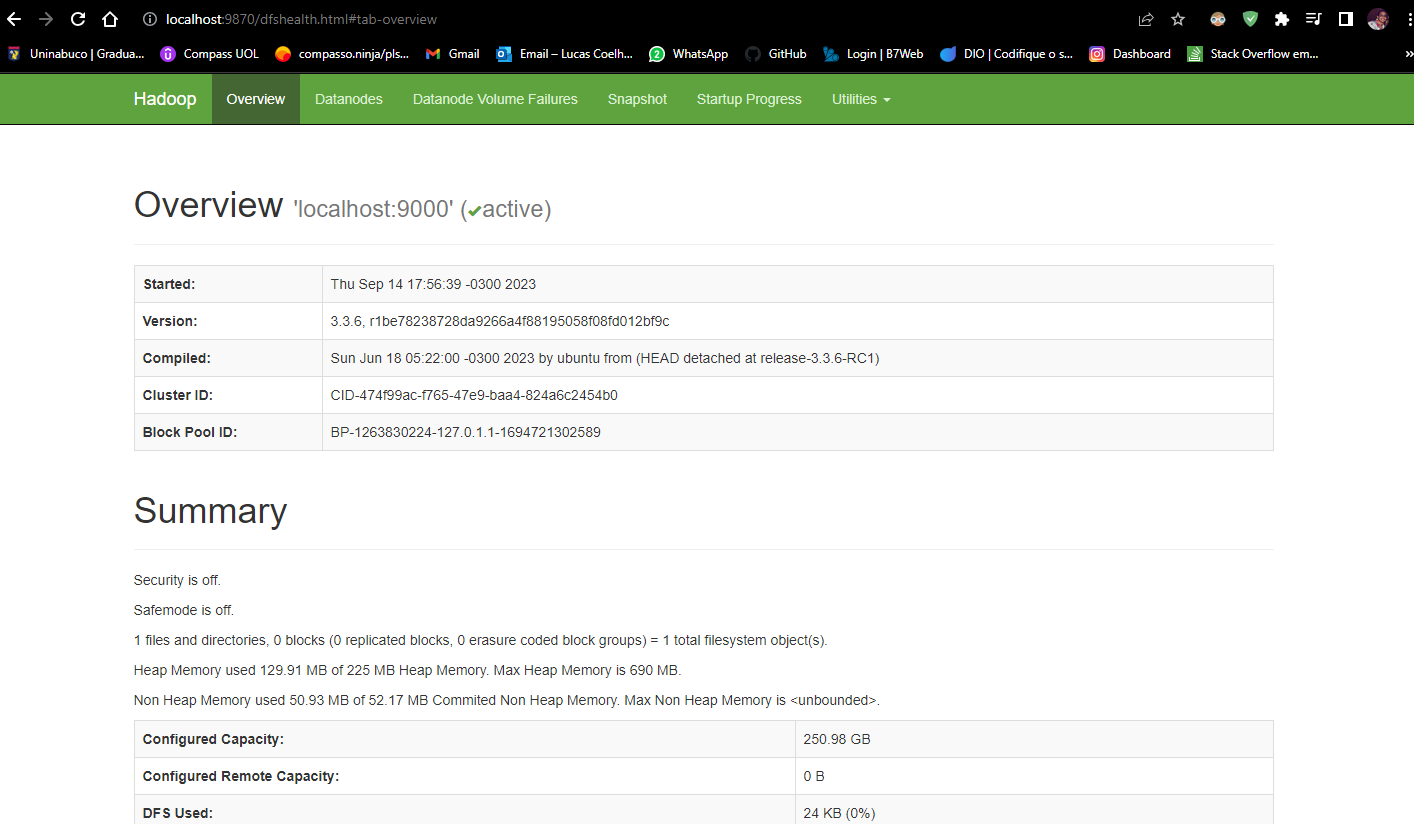 localhost:9870/dfshealth.html#tab-overview
Uninabuco | Gradua... Compass UOL compasso.ninja/pls... Gmail Email – Lucas Coelh... 2 WhatsApp GitHub Login | B7Web DIO | Codifique o s... Dashboard Stack Overflow em... »
Hadoop Overview Datanodes Datanode Volume Failures Snapshot Startup Progress Utilities
Overview 'localhost:9000' (✔active)
Started: Thu Sep 14 17:56:39 -0300 2023
Version: 3.3.6, r1be78238728da9266a4f88195058f08fd012bf9c
Compiled: Sun Jun 18 05:22:00 -0300 2023 by ubuntu from (HEAD detached at release-3.3.6-RC1)
Cluster ID: CID-474f99ac-f765-47e9-baa4-824a6c2454b0
Block Pool ID: BP-1263830224-127.0.1.1-1694721302589
Summary
Security is off.
Safemode is off.
1 files and directories, 0 blocks (0 replicated blocks, 0 erasure coded block groups) = 1 total filesystem object(s).
Heap Memory used 129.91 MB of 225 MB Heap Memory. Max Heap Memory is 690 MB.
Non Heap Memory used 50.93 MB of 52.17 MB Commited Non Heap Memory. Max Non Heap Memory is <unbounded>.
Configured Capacity: 250.98 GB
Configured Remote Capacity: 0 B
DFS Used: 24 KB (0%)